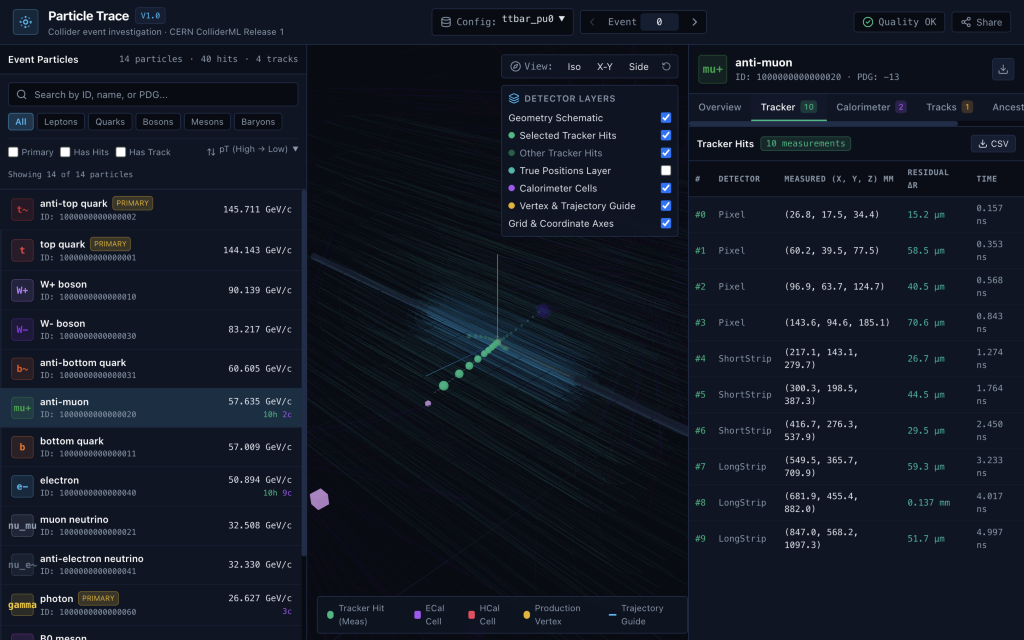 Particle Trace V1.0
Collider event investigation · CERN ColliderML Release 1
Config: ttbar_pu0 ▼
Event 0
Quality OK
Share
Event Particles 14 particles · 40 hits · 4 tracks
Search by ID, name, or PDG...
All Leptons Quarks Bosons Mesons Baryons
Primary Has Hits Has Track pT (High → Low) ▼
Showing 14 of 14 particles
t~ anti-top quark PRIMARY 145.711 GeV/c
ID: 1000000000000002
t top quark PRIMARY 144.143 GeV/c
ID: 1000000000000001
W+ W+ boson 90.139 GeV/c
ID: 1000000000000010
W- W- boson 83.217 GeV/c
ID: 1000000000000030
b~ anti-bottom quark 60.605 GeV/c
ID: 1000000000000031
mu+ anti-muon 57.635 GeV/c
ID: 1000000000000020 10h 2c
b bottom quark 57.009 GeV/c
ID: 1000000000000011
e- electron 50.894 GeV/c
ID: 1000000000000040 10h 9c
nu_mu muon neutrino 32.508 GeV/c
ID: 1000000000000021
nu_e~ anti-electron neutrino 32.330 GeV/c
ID: 1000000000000041
gamma photon PRIMARY 26.627 GeV/c
ID: 1000000000000060 3c
B0 meson
View: Iso X-Y Side
DETECTOR LAYERS
Geometry Schematic
Selected Tracker Hits
Other Tracker Hits
True Positions Layer
Calorimeter Cells
Vertex & Trajectory Guide
Grid & Coordinate Axes
Tracker Hit (Meas)
ECal Cell
HCal Cell
Production Vertex
Trajectory Guide
mu+ anti-muon
ID: 1000000000000020 · PDG: -13
Overview Tracker 10 Calorimeter 2 Tracks 1 Ancest
Tracker Hits 10 measurements CSV
# DETECTOR MEASURED (X, Y, Z) MM RESIDUAL ΔR TIME
#0 Pixel (26.8, 17.5, 34.4) 15.2 μm 0.157 ns
#1 Pixel (60.2, 39.5, 77.5) 58.5 μm 0.353 ns
#2 Pixel (96.9, 63.7, 124.7) 40.5 μm 0.568 ns
#3 Pixel (143.6, 94.6, 185.1) 70.6 μm 0.843 ns
#4 ShortStrip (217.1, 143.1, 279.7) 26.7 μm 1.274 ns
#5 ShortStrip (300.3, 198.5, 387.3) 44.5 μm 1.764 ns
#6 ShortStrip (416.7, 276.3, 537.9) 29.5 μm 2.450 ns
#7 LongStrip (549.5, 365.7, 709.9) 59.3 μm 3.233 ns
#8 LongStrip (681.9, 455.4, 882.0) 0.137 mm 4.017 ns
#9 LongStrip (847.0, 568.2, 1097.3) 51.7 μm 4.997 ns